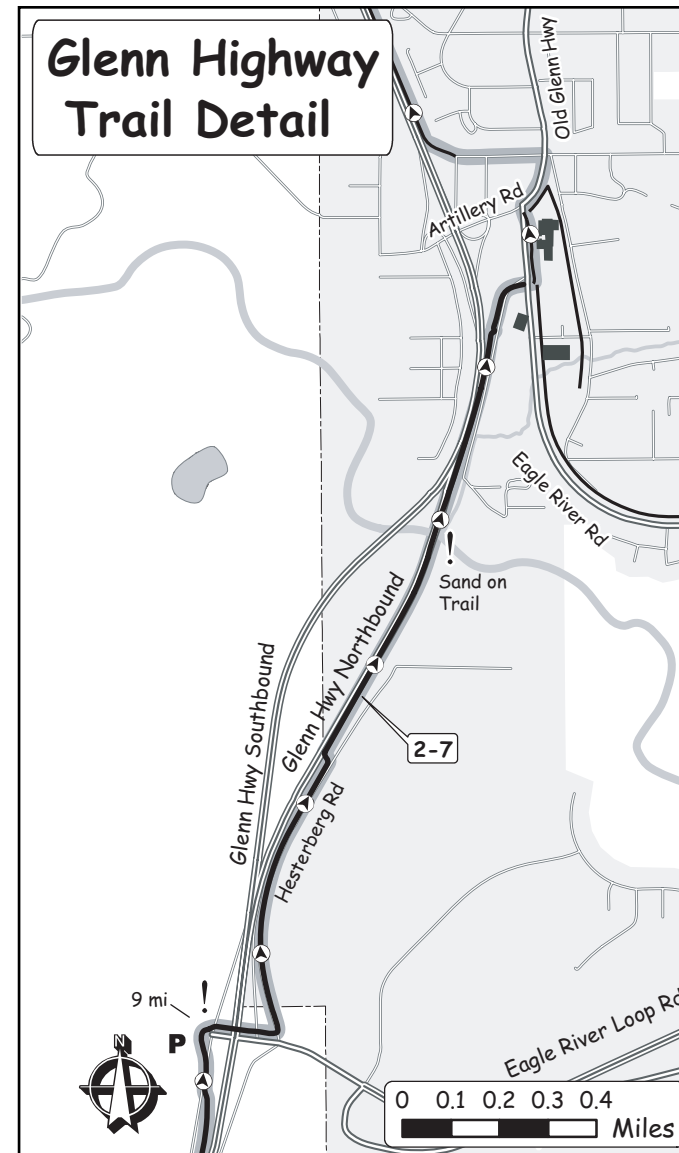 Glenn Highway
Trail Detail
Old Glenn Hwy
Artillery Rd
Eagle River Rd
!
Sand on
Trail
Glenn Hwy Northbound
Glenn Hwy Southbound
2-7
Hesterberg Rd
9 mi
!
P
N
Eagle River Loop Rd
0 0.1 0.2 0.3 0.4
Miles